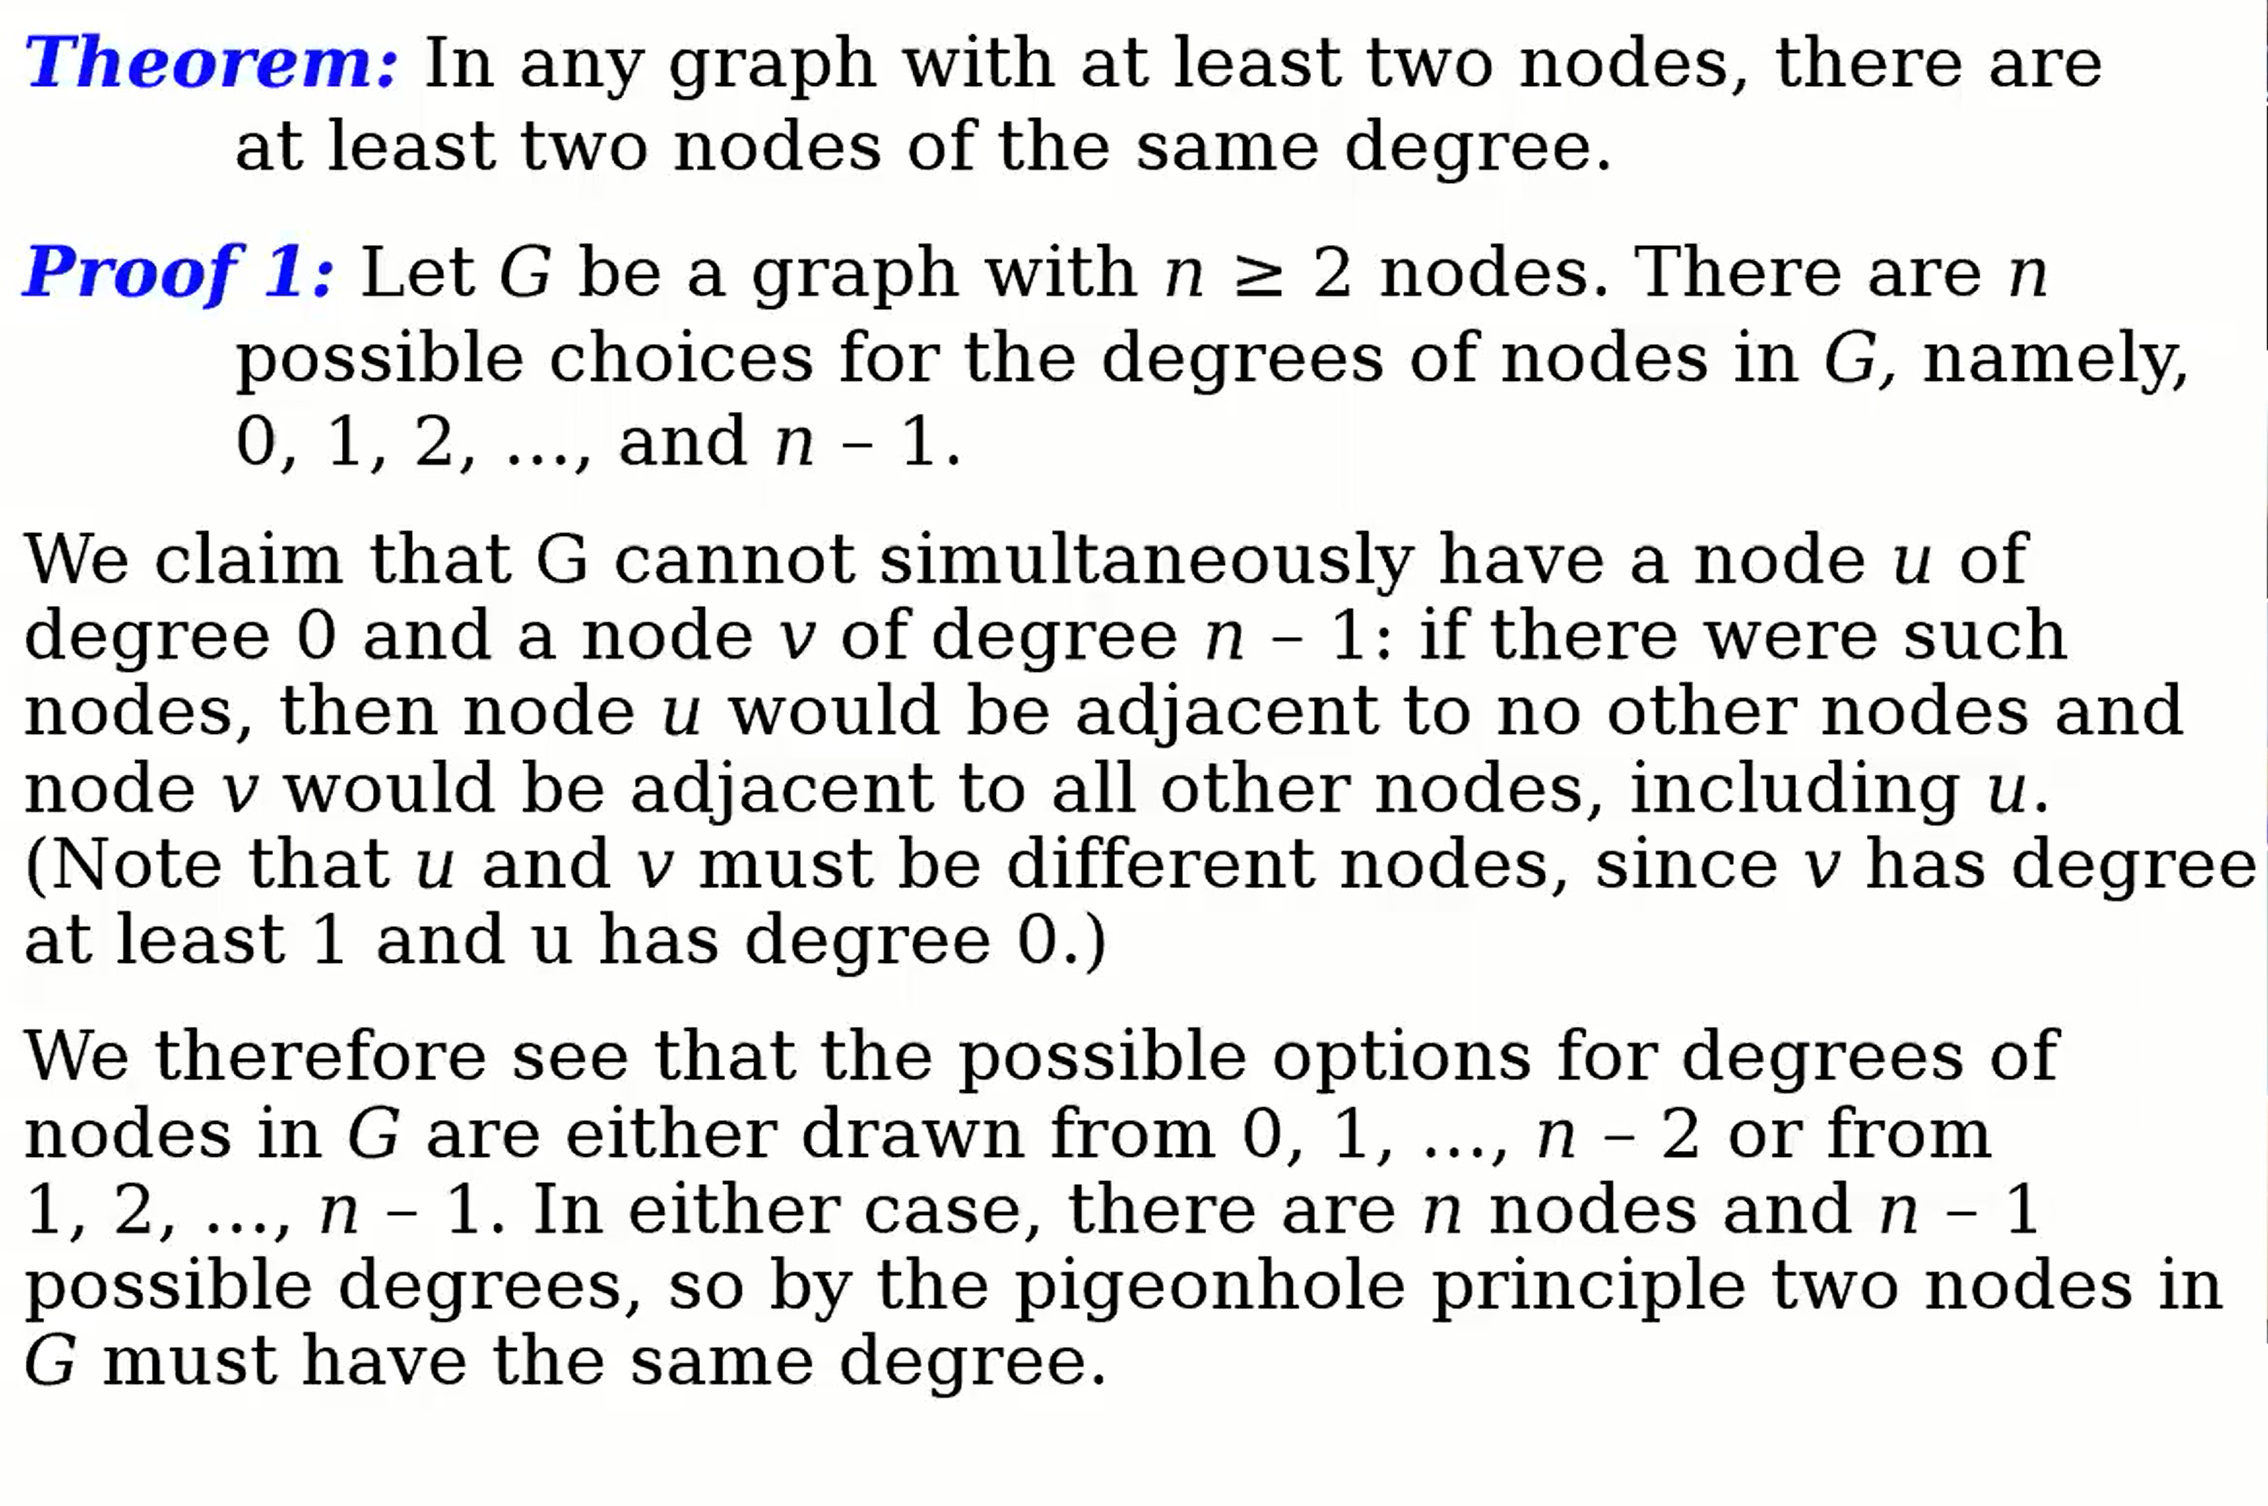 Theorem: In any graph with at least two nodes, there are
at least two nodes of the same degree.
Proof 1: Let G be a graph with n ≥ 2 nodes. There are n
possible choices for the degrees of nodes in G, namely,
0, 1, 2, …, and n – 1.
We claim that G cannot simultaneously have a node u of
degree 0 and a node v of degree n – 1: if there were such
nodes, then node u would be adjacent to no other nodes and
node v would be adjacent to all other nodes, including u.
(Note that u and v must be different nodes, since v has degree
at least 1 and u has degree 0.)
We therefore see that the possible options for degrees of
nodes in G are either drawn from 0, 1, …, n – 2 or from
1, 2, …, n – 1. In either case, there are n nodes and n – 1
possible degrees, so by the pigeonhole principle two nodes in
G must have the same degree.